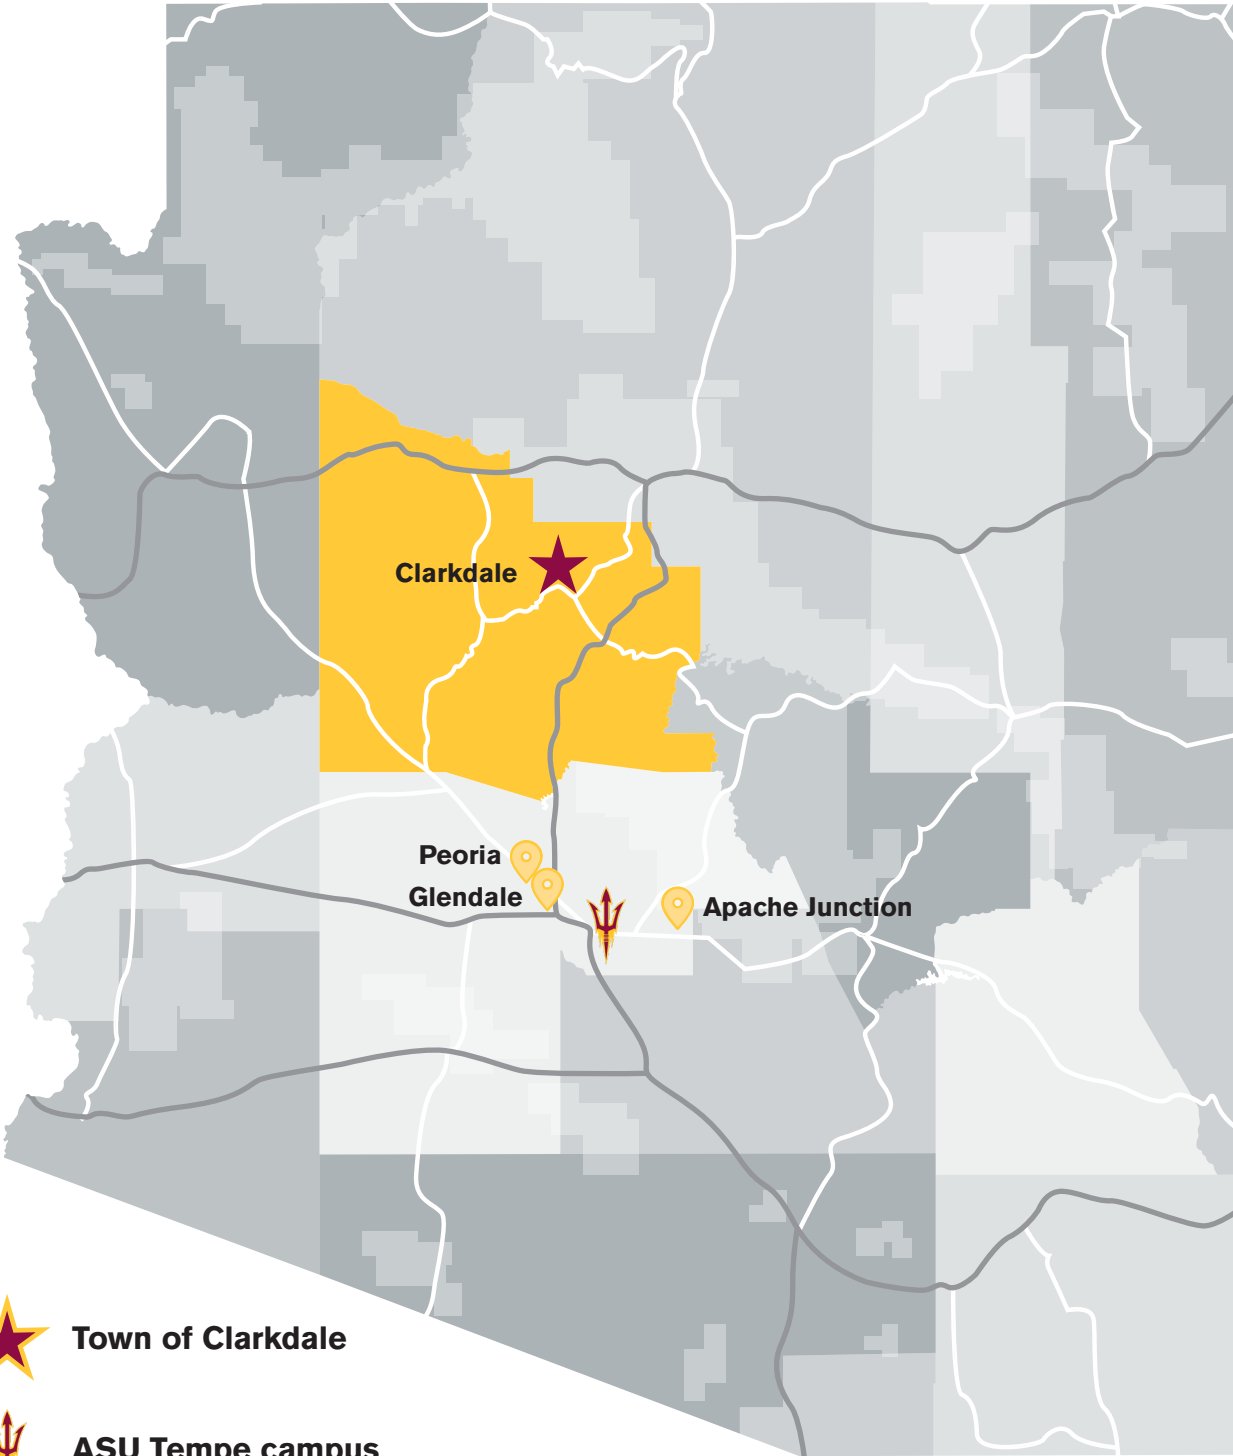 Clarkdale
Peoria
Glendale
Apache Junction
Town of Clarkdale
ASU Tempe campus